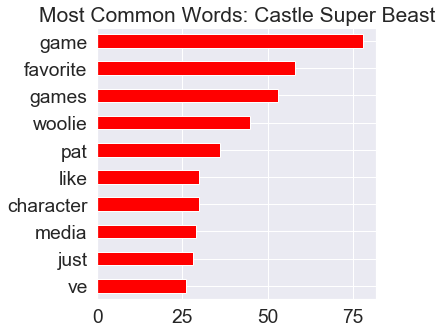 Most Common Words: Castle Super Beast
game
favorite
games
woolie
pat
like
character
media
just
ve
0 25 50 75